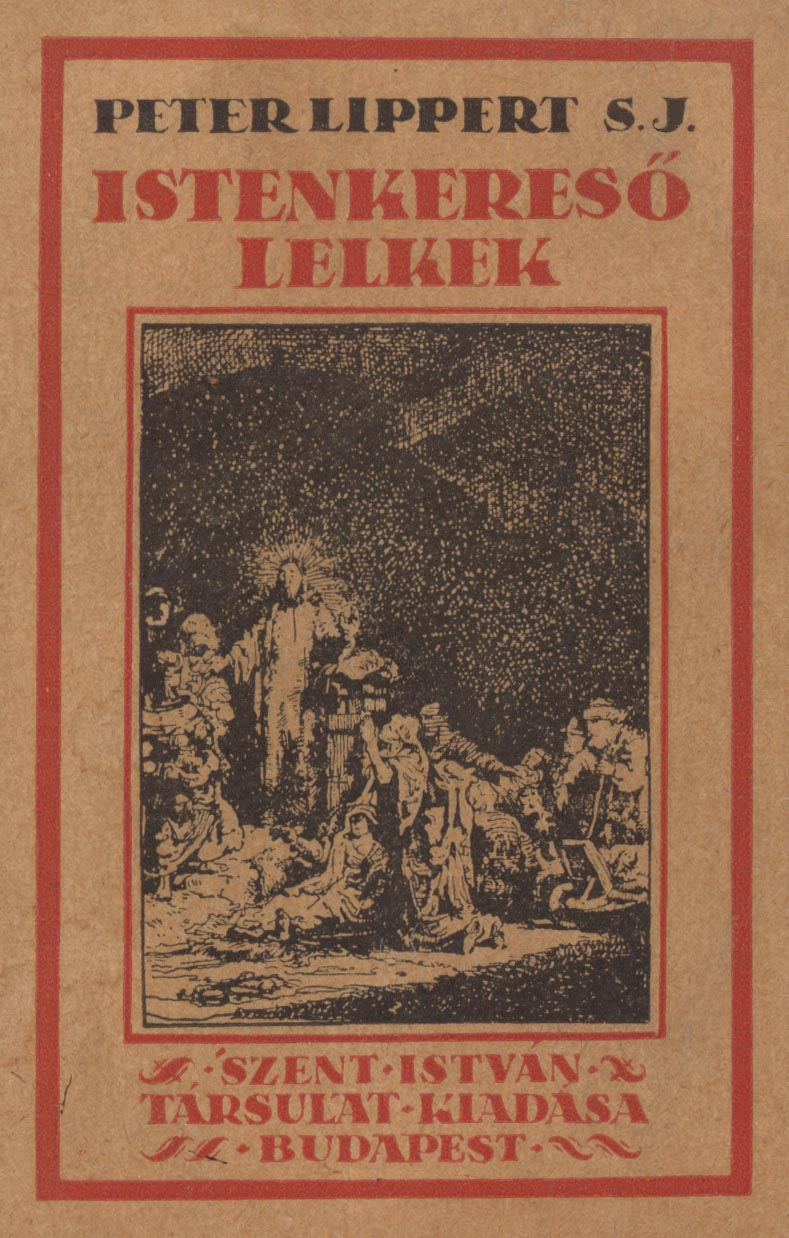 PETER LIPPERT S.J.
ISTENKERESŐ
LELKEK
SZENT·ISTVÁN
TÁRSULAT·KIADÁSA
BUDAPEST